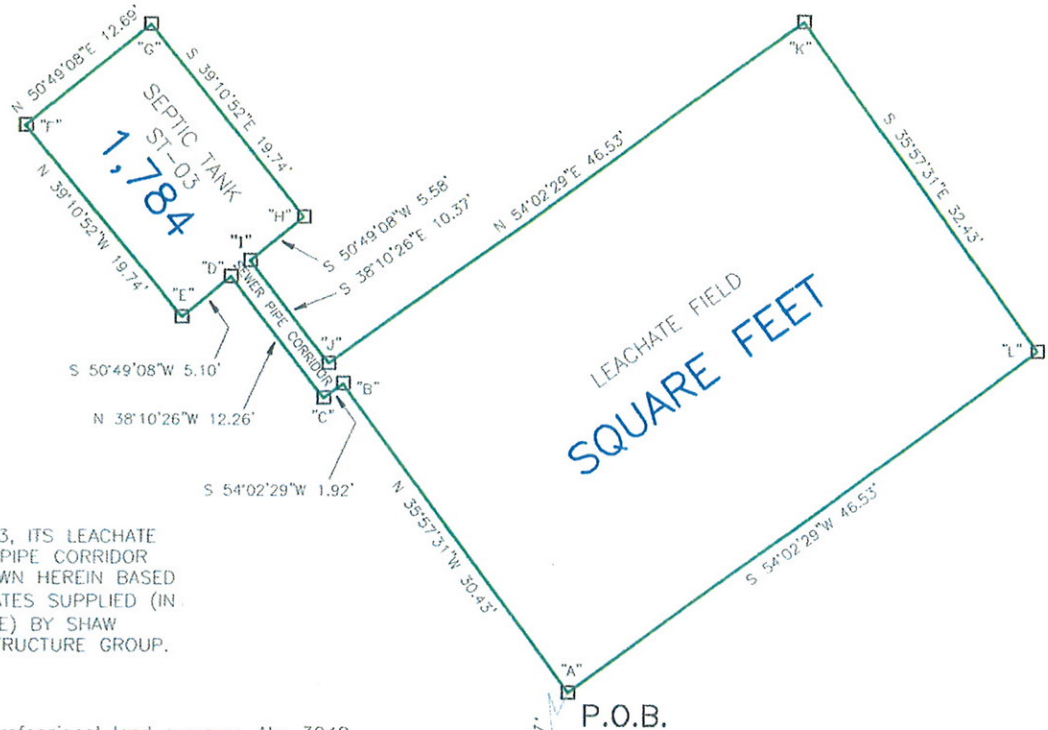 N 50°49'08"E 12.69'
"G"
S 39°10'52"E 19.74'
"F"
SEPTIC TANK
ST-03
1,784
N 39°10'52"W 19.74'
"H"
"I"
"D"
"E"
S 50°49'08"W 5.58'
S 38°10'26"E 10.37'
SEWER PIPE CORRIDOR
"J"
"B"
"C"
S 50°49'08"W 5.10'
N 38°10'26"W 12.26'
S 54°02'29"W 1.92'
N 54°02'29"E 46.53'
"K"
S 35°57'31"E 32.43'
LEACHATE FIELD
SQUARE FEET
"L"
N 35°57'31"W 30.43'
S 54°02'29"W 46.53'
"A"
P.O.B.
3, ITS LEACHATE
PIPE CORRIDOR
WN HEREIN BASED
ATES SUPPLIED (IN
E) BY SHAW
TRUCTURE GROUP.